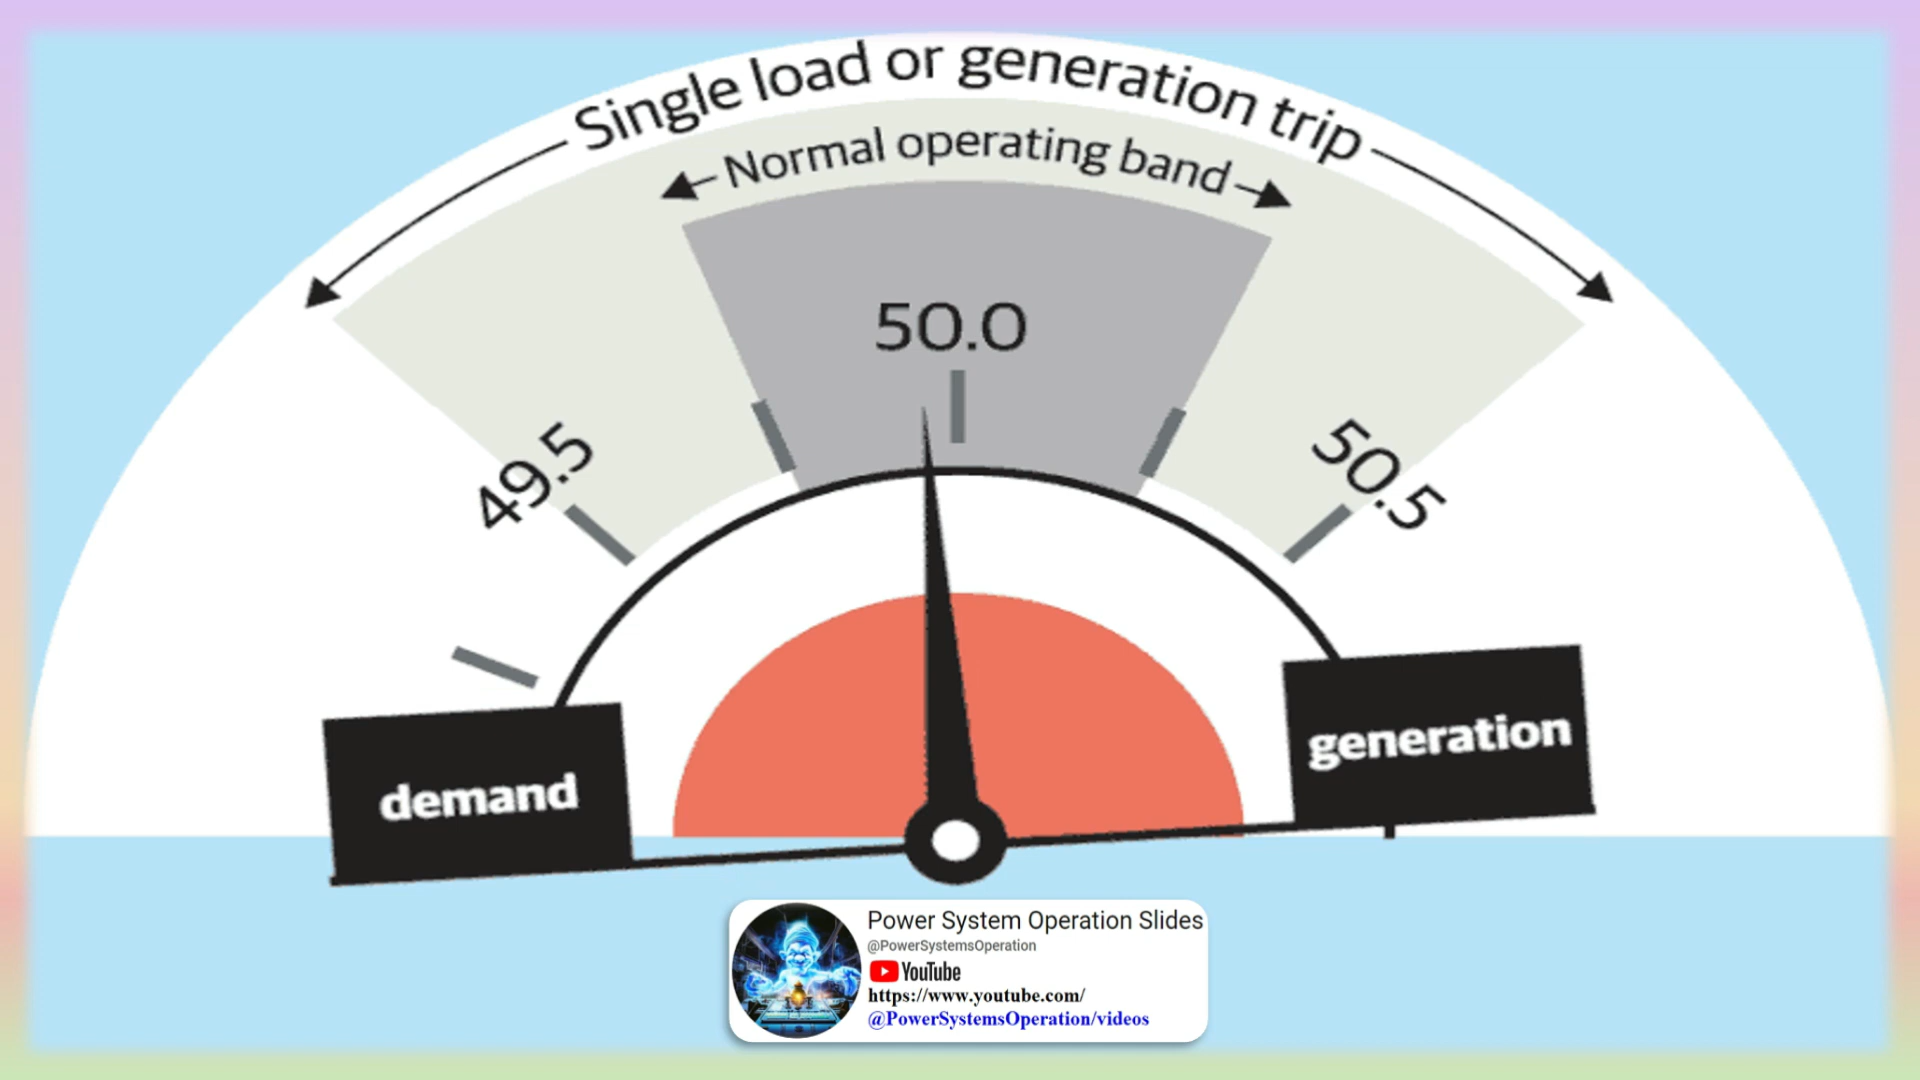 Single load or generation trip
Normal operating band
50.0
49.5
50.5
demand
generation
Power System Operation Slides
@PowerSystemsOperation
YouTube
https://www.youtube.com/
@PowerSystemsOperation/videos